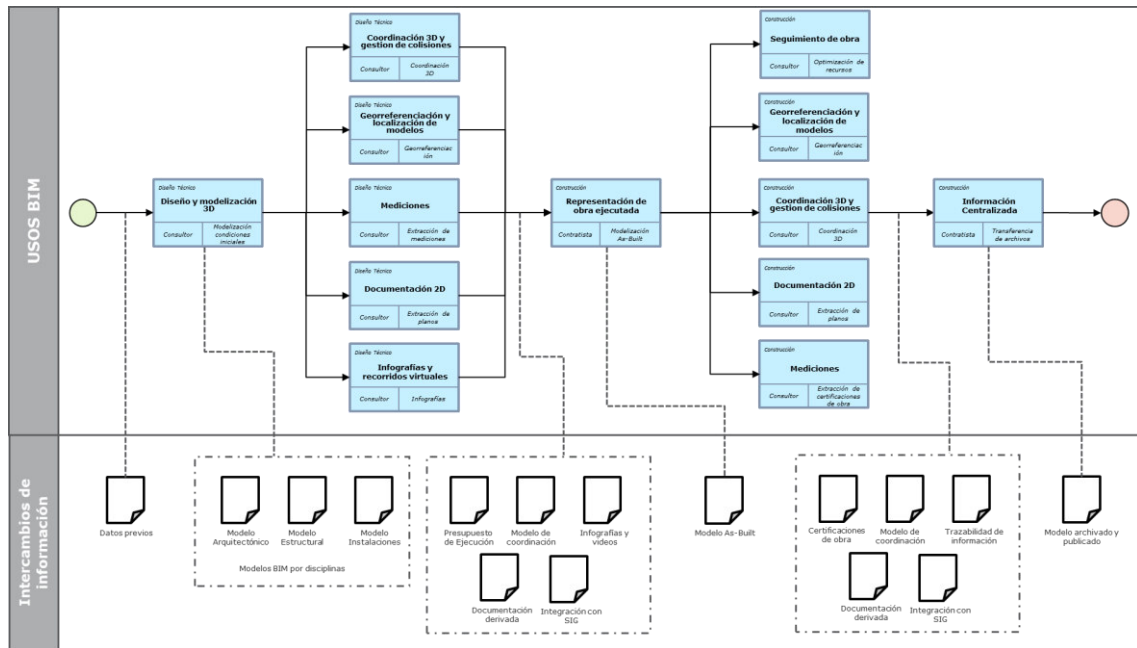 USOS BIM
Diseño Técnico
Diseño y modelización
3D
Consultor
Modelización
condiciones
iniciales
Diseño Técnico
Coordinación 3D y
gestion de colisiones
Consultor
Coordinación
3D
Diseño Técnico
Georreferenciación y
localización de
modelos
Consultor
Georreferencia
ción
Diseño Técnico
Mediciones
Consultor
Extracción de
mediciones
Diseño Técnico
Documentación 2D
Consultor
Extracción de
planos
Diseño Técnico
Infografías y
recorridos virtuales
Consultor
Infografías
Construcción
Representación de
obra ejecutada
Contratista
Modelización
As-Built
Construcción
Seguimiento de obra
Consultor
Optimización de
recursos
Construcción
Georreferenciación y
localización de
modelos
Consultor
Georreferenciac
ión
Construcción
Coordinación 3D y
gestion de colisiones
Consultor
Coordinación
3D
Construcción
Documentación 2D
Consultor
Extracción de
planos
Construcción
Mediciones
Consultor
Extracción de
certificaciones
de obra
Construcción
Información
Centralizada
Contratista
Transferencia
de archivos
Intercambios de
información
Datos previos
Modelo
Arquitectónico
Modelo
Estructural
Modelo
Instalaciones
Modelos BIM por disciplinas
Presupuesto
de Ejecución
Modelo de
coordinación
Infografías y
videos
Documentación
derivada
Integración con
SIG
Modelo As-Built
Certificaciones
de obra
Modelo de
coordinación
Trazabilidad de
información
Documentación
derivada
Integración con
SIG
Modelo archivado y
publicado